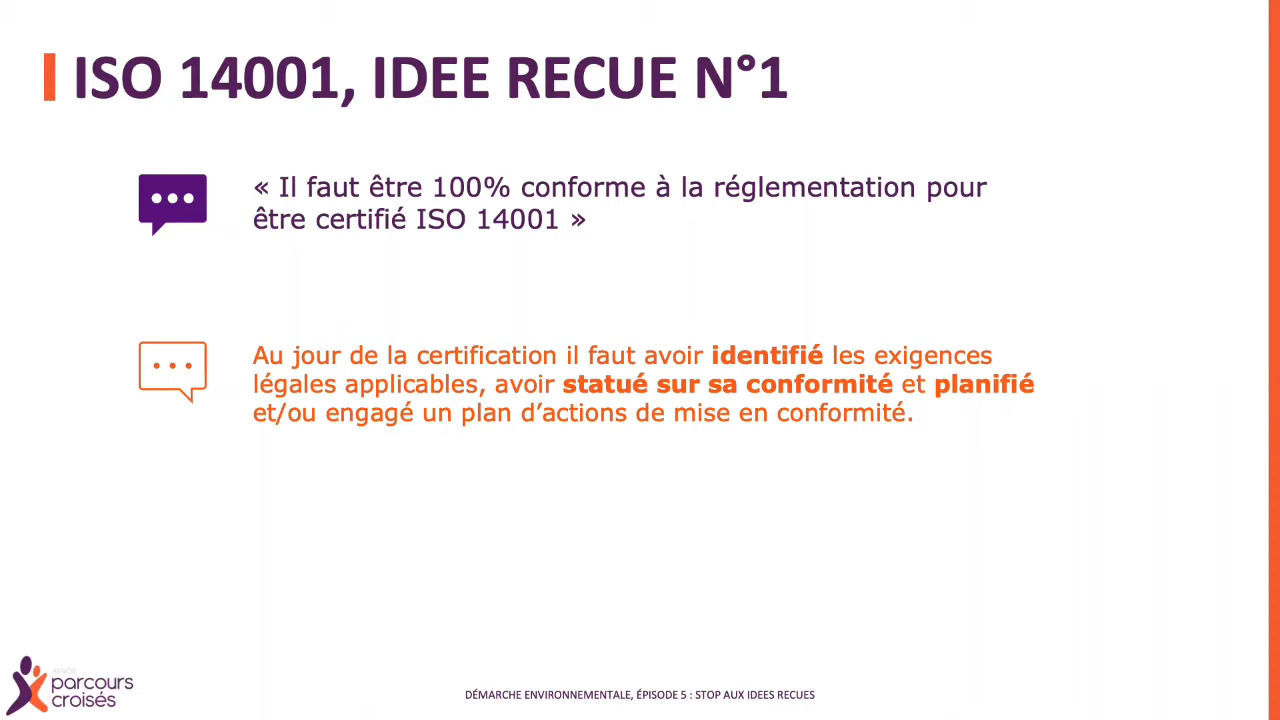 ISO 14001, IDEE RECUE N°1
« Il faut être 100% conforme à la réglementation pour
être certifié ISO 14001 »
Au jour de la certification il faut avoir identifié les exigences
légales applicables, avoir statué sur sa conformité et planifié
et/ou engagé un plan d’actions de mise en conformité.
parcours
croisés
DÉMARCHE ENVIRONNEMENTALE, ÉPISODE 5 : STOP AUX IDEES RECUES